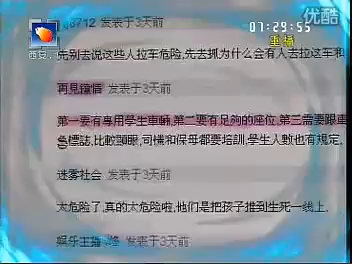 q8712 发表于3天前
07:29:55
优酷
重播
西安
先别去说这些人拉车危险,先去抓为什么会有人去拉这车和
再見鐘情 发表于3天前
第一要有專用學生車輛,第二要有足夠的座位,第三需要跟車
色標誌,比較顯眼,司機和保母都要培訓,學生人數也有規定,
迷雾社会 发表于3天前
太危险了,真的太危险啦,他们是把孩子推到生死一线上.
娱乐主 发表于3天前